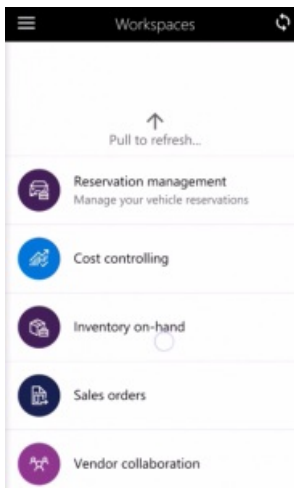 Workspaces
Pull to refresh...
Reservation management
Manage your vehicle reservations
Cost controlling
Inventory on-hand
Sales orders
Vendor collaboration